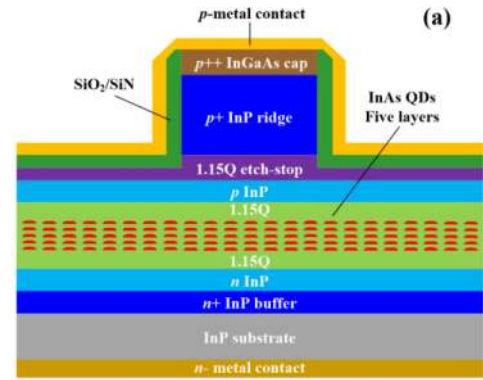 (a)
p-metal contact
p++ InGaAs cap
SiO2/SiN
p+ InP ridge
InAs QDs
Five layers
1.15Q etch-stop
p InP
1.15Q
1.15Q
n InP
n+ InP buffer
InP substrate
n- metal contact